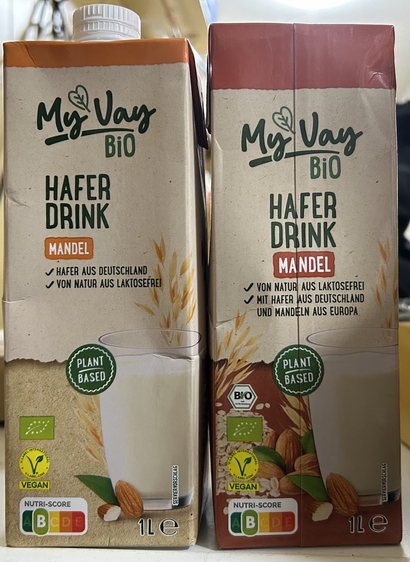 My Vay
BiO
HAFER
DRINK
MANDEL
✓ HAFER AUS DEUTSCHLAND
✓ VON NATUR AUS LAKTOSEFREI
PLANT
BASED
VEGAN
SERVIERVORSCHLAG
NUTRI-SCORE
A B C D E
1L e
My Vay
BiO
HAFER
DRINK
MANDEL
✓ VON NATUR AUS LAKTOSEFREI
✓ MIT HAFER AUS DEUTSCHLAND
UND MANDELN AUS EUROPA
PLANT
BASED
BIO
VEGAN
NUTRI-SCORE
A B C D E
1L e